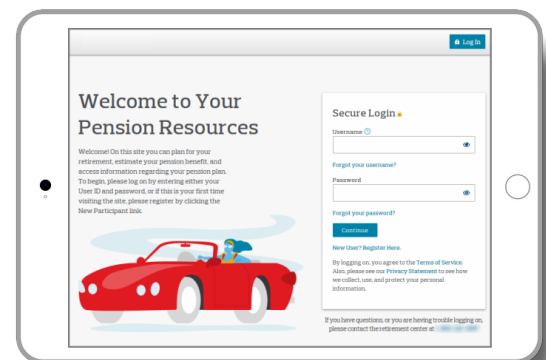 Log In
Welcome to Your
Pension Resources
Welcome! On this site you can plan for your
retirement, estimate your pension benefit, and
access information regarding your pension plan.
To begin, please log on by entering either your
User ID and password, or if this is your first time
visiting the site, please register by clicking the
New Participant link.
Secure Login
Username
Forgot your username?
Password
Forgot your password?
Continue
New User? Register Here.
By logging on, you agree to the Terms of Service.
Also, please see our Privacy Statement to see how
we collect, use, and protect your personal
information.
If you have questions, or you are having trouble logging on,
please contact the retirement center at